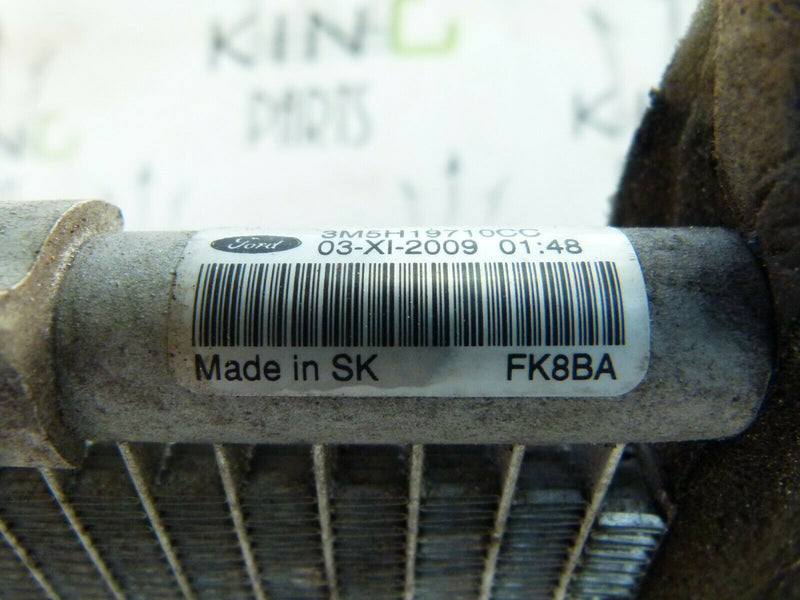 KING
PARTS
Ford
3M5H19710CC
03-XI-2009 01:48
Made in SK
FK8BA